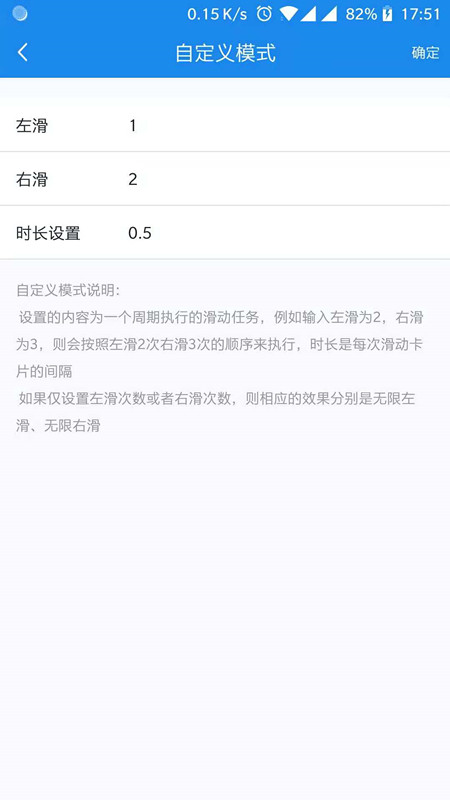 0.15 K/s 82% 17:51
自定义模式 确定
左滑 1
右滑 2
时长设置 0.5
自定义模式说明：
设置的内容为一个周期执行的滑动任务，例如输入左滑为2，右滑
为3，则会按照左滑2次右滑3次的顺序来执行，时长是每次滑动卡
片的间隔
如果仅设置左滑次数或者右滑次数，则相应的效果分别是无限左
滑、无限右滑